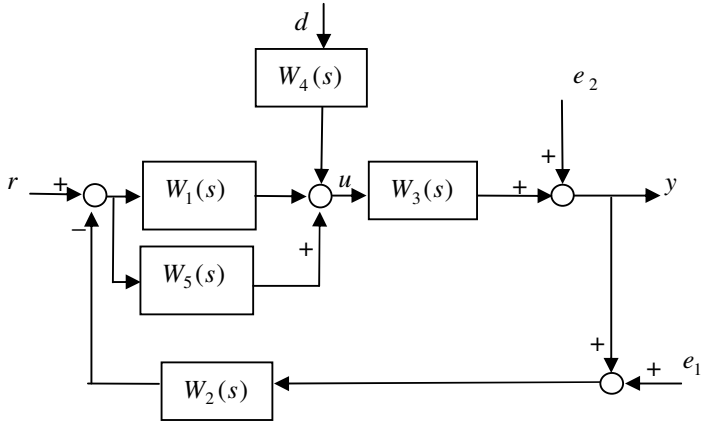 d
W₄(s)
e₂
+
r
+
W₁(s)
u
W₃(s)
+
y
−
+
W₅(s)
+
+
e₁
W₂(s)